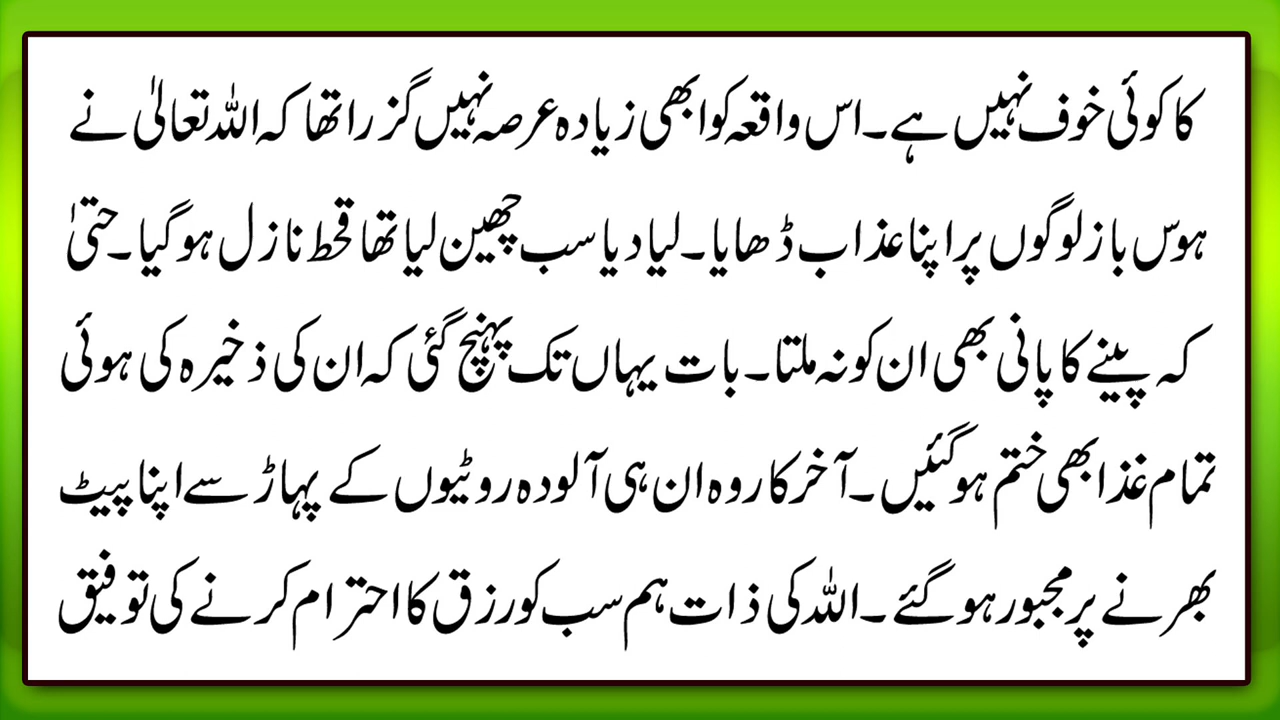 کا کوئی خوف نہیں ہے۔ اس واقعہ کو ابھی زیادہ عرصہ نہیں گزرا تھا کہ اللہ تعالیٰ نے
ہوس باز لوگوں پر اپنا عذاب ڈھایا۔ لیا دیا سب چھین لیا تھا قحط نازل ہو گیا۔ حتیٰ
کہ پینے کا پانی بھی ان کو نہ ملتا۔ بات یہاں تک پہنچ گئی کہ ان کی ذخیرہ کی ہوئی
تمام غذا بھی ختم ہو گئیں۔ آخر کار وہ ان ہی آلودہ روٹیوں کے پہاڑ سے اپنا پیٹ
بھرنے پر مجبور ہو گئے۔ اللہ کی ذات ہم سب کو رزق کا احترام کرنے کی توفیق